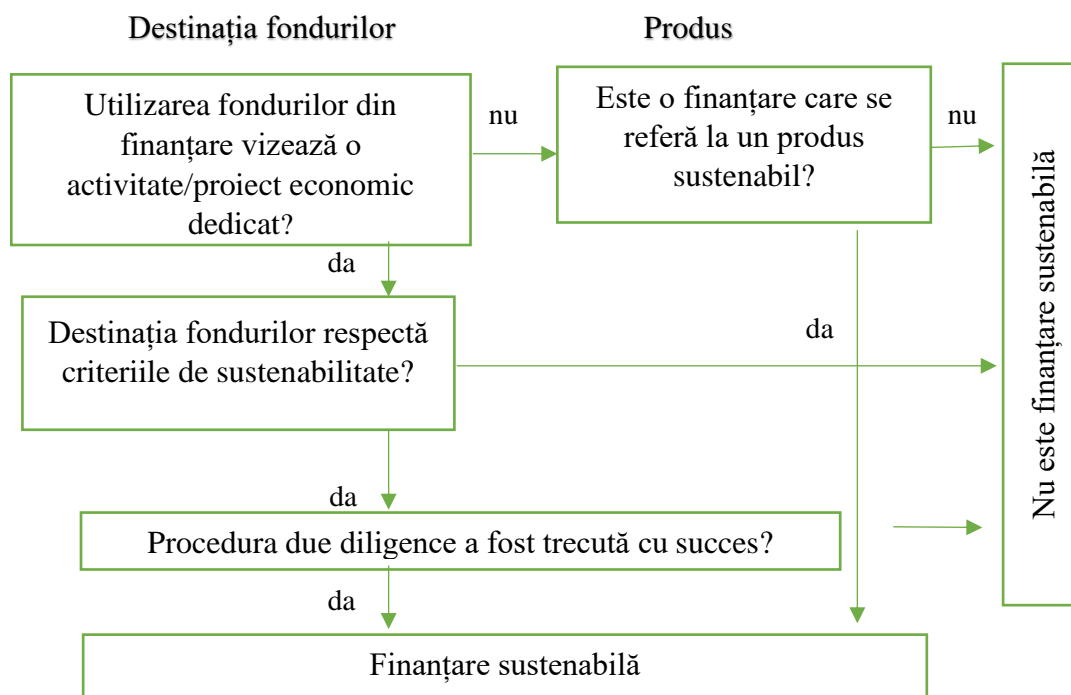 Destinația fondurilor
Produs
Utilizarea fondurilor din
finanțare vizează o
activitate/proiect economic
dedicat?
nu
Este o finanțare care se
referă la un produs
sustenabil?
nu
Nu este finanțare sustenabilă
da
Destinația fondurilor respectă
criteriile de sustenabilitate?
da
da
Procedura due diligence a fost trecută cu succes?
da
Finanțare sustenabilă